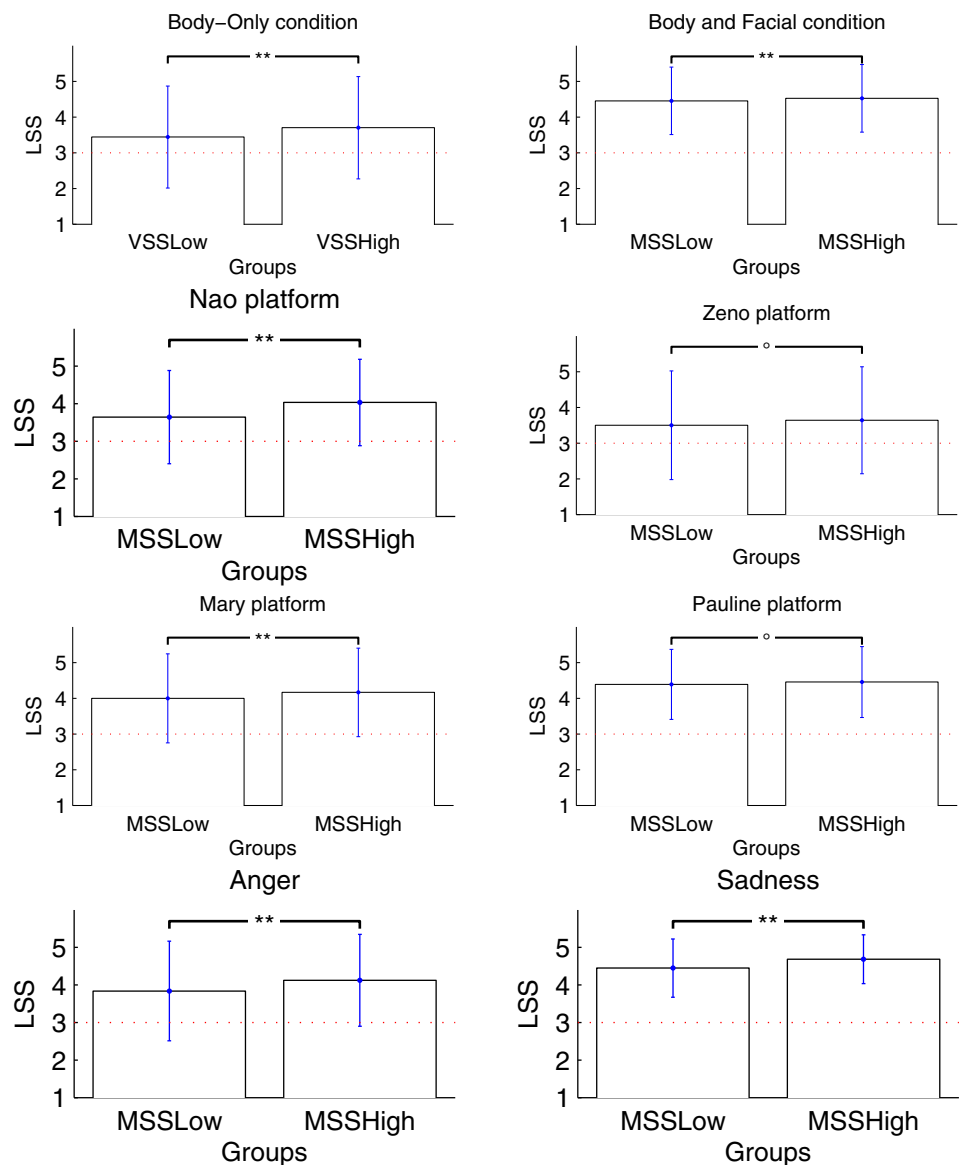 Body–Only condition
**
5
4
3
2
1
LSS
VSSLow VSSHigh
Groups
Body and Facial condition
**
5
4
3
2
1
LSS
MSSLow MSSHigh
Groups
Nao platform
**
5
4
3
2
1
LSS
MSSLow MSSHigh
Groups
Zeno platform
°
5
4
3
2
1
LSS
MSSLow MSSHigh
Groups
Mary platform
**
5
4
3
2
1
LSS
MSSLow MSSHigh
Groups
Pauline platform
°
5
4
3
2
1
LSS
MSSLow MSSHigh
Groups
Anger
**
5
4
3
2
1
LSS
MSSLow MSSHigh
Groups
Sadness
**
5
4
3
2
1
LSS
MSSLow MSSHigh
Groups